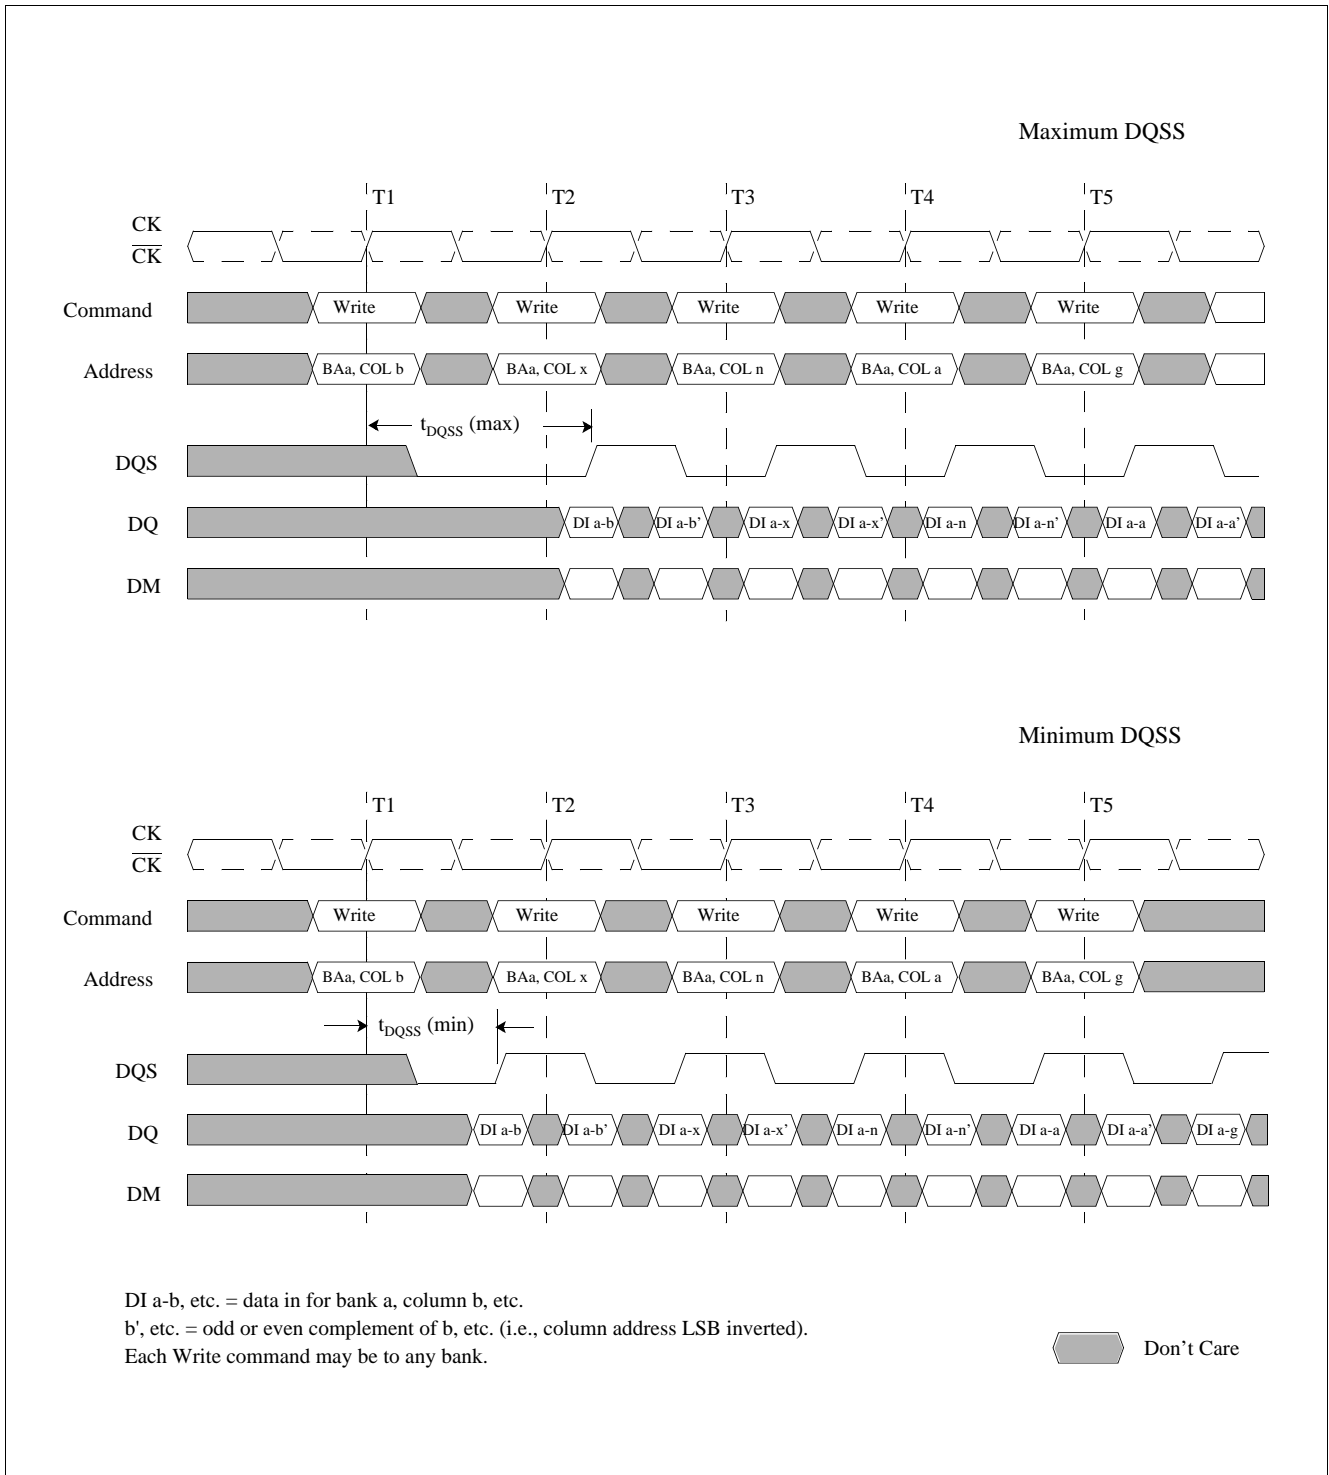 Maximum DQSS
T1 T2 T3 T4 T5
CK
CK
Command Write Write Write Write Write
Address BAa, COL b BAa, COL x BAa, COL n BAa, COL a BAa, COL g
tDQSS (max)
DQS
DQ DI a-b DI a-b’ DI a-x DI a-x’ DI a-n DI a-n’ DI a-a DI a-a’
DM
Minimum DQSS
T1 T2 T3 T4 T5
CK
CK
Command Write Write Write Write Write
Address BAa, COL b BAa, COL x BAa, COL n BAa, COL a BAa, COL g
tDQSS (min)
DQS
DQ DI a-b DI a-b’ DI a-x DI a-x’ DI a-n DI a-n’ DI a-a DI a-a’ DI a-g
DM
DI a-b, etc. = data in for bank a, column b, etc.
b', etc. = odd or even complement of b, etc. (i.e., column address LSB inverted).
Each Write command may be to any bank.
Don’t Care